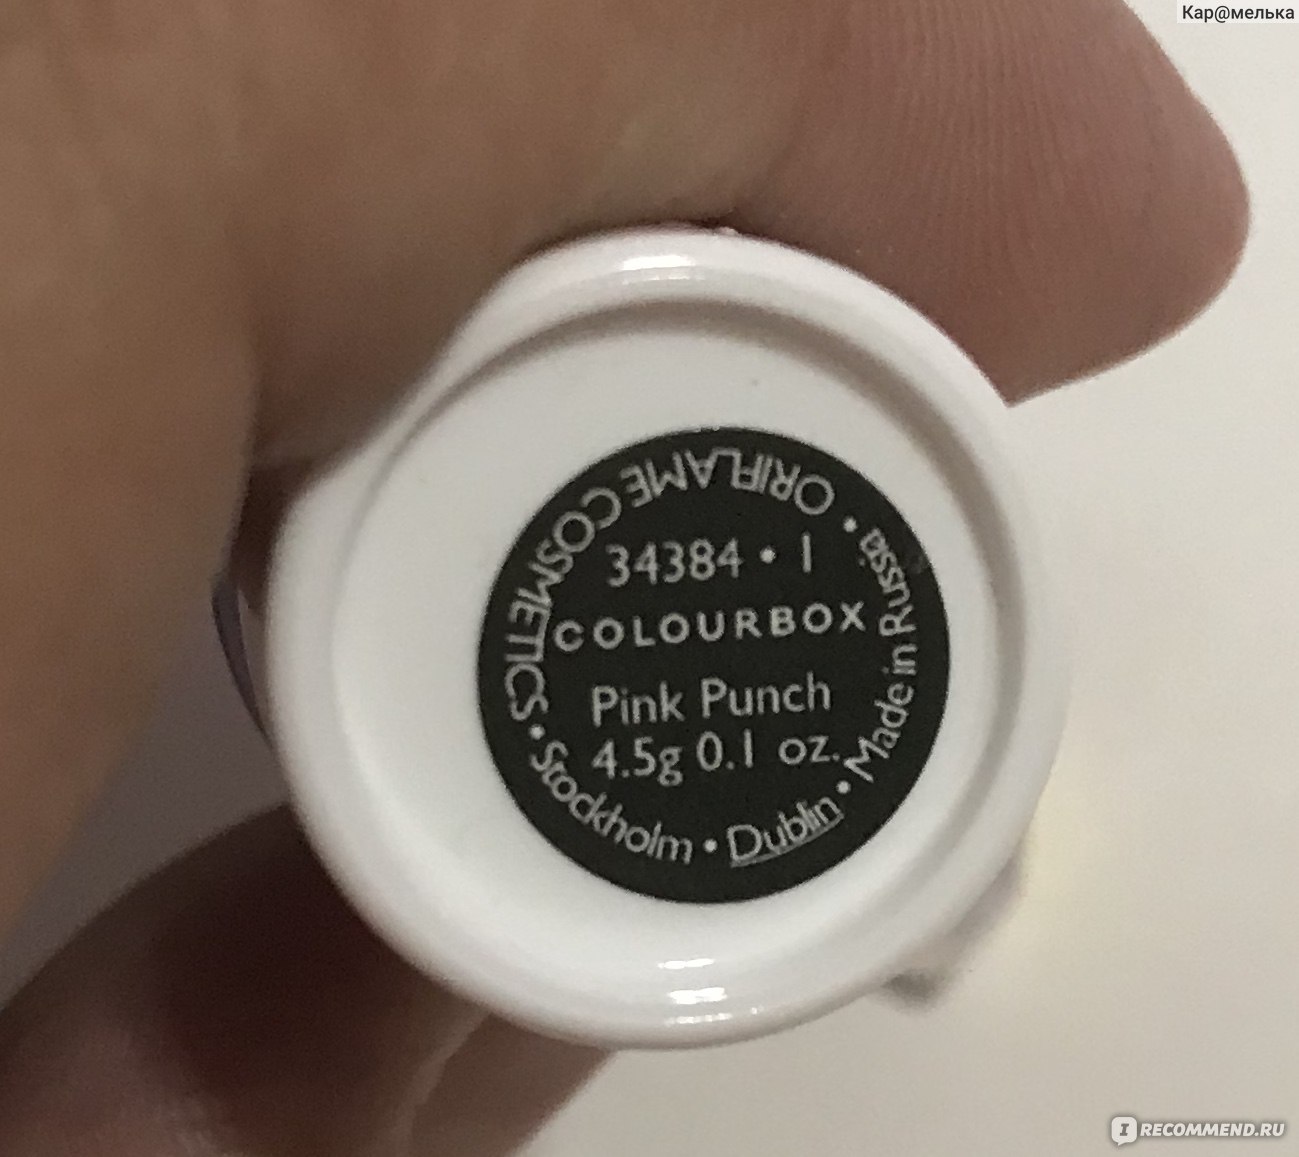 Кар@мелька
ORIFLAME COSMETICS • Stockholm • Dublin • Made in Russia •
34384 • 1
COLOURBOX
Pink Punch
4.5g 0.1 oz.
IRECOMMEND.RU